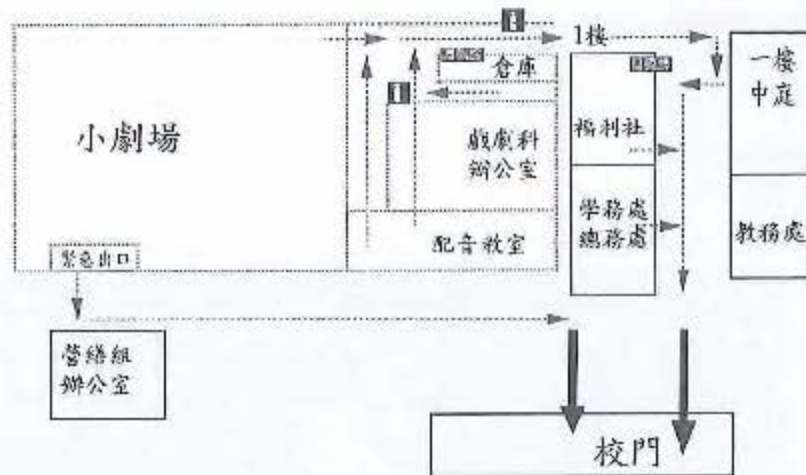 1樓
倉庫
一樓
中庭
小劇場
福利社
戲劇科
辦公室
學務處
總務處
配音教室
教務處
緊急出口
營繕組
辦公室
校門